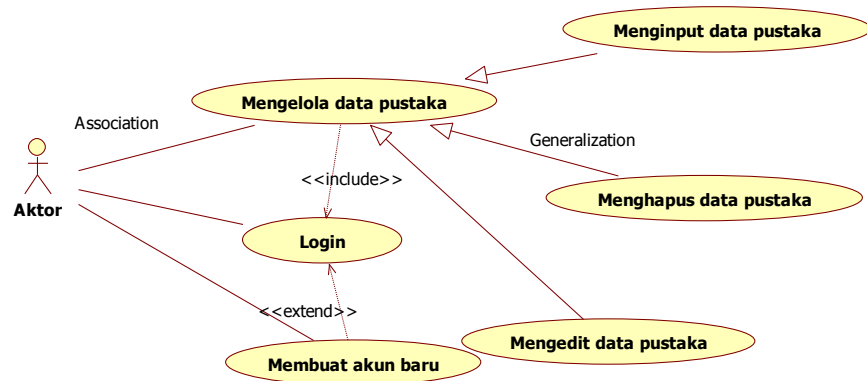 Menginput data pustaka
Mengelola data pustaka
Association
Generalization
<<include>>
Menghapus data pustaka
Aktor
Login
<<extend>>
Mengedit data pustaka
Membuat akun baru